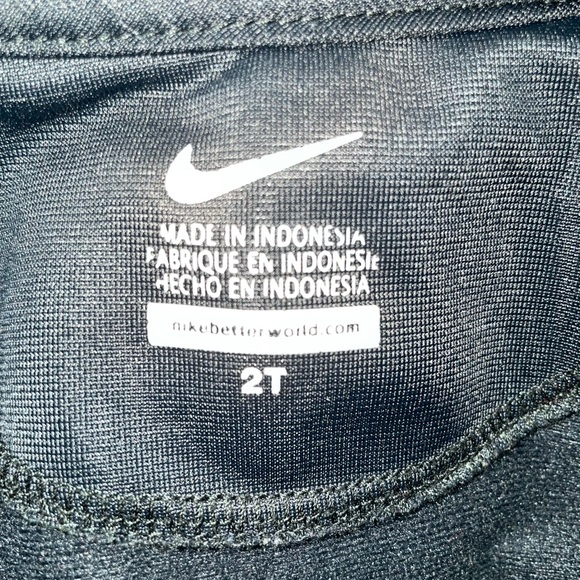 MADE IN INDONESIA
FABRIQUE EN INDONESIE
HECHO EN INDONESIA
nikebetterworld.com
2T